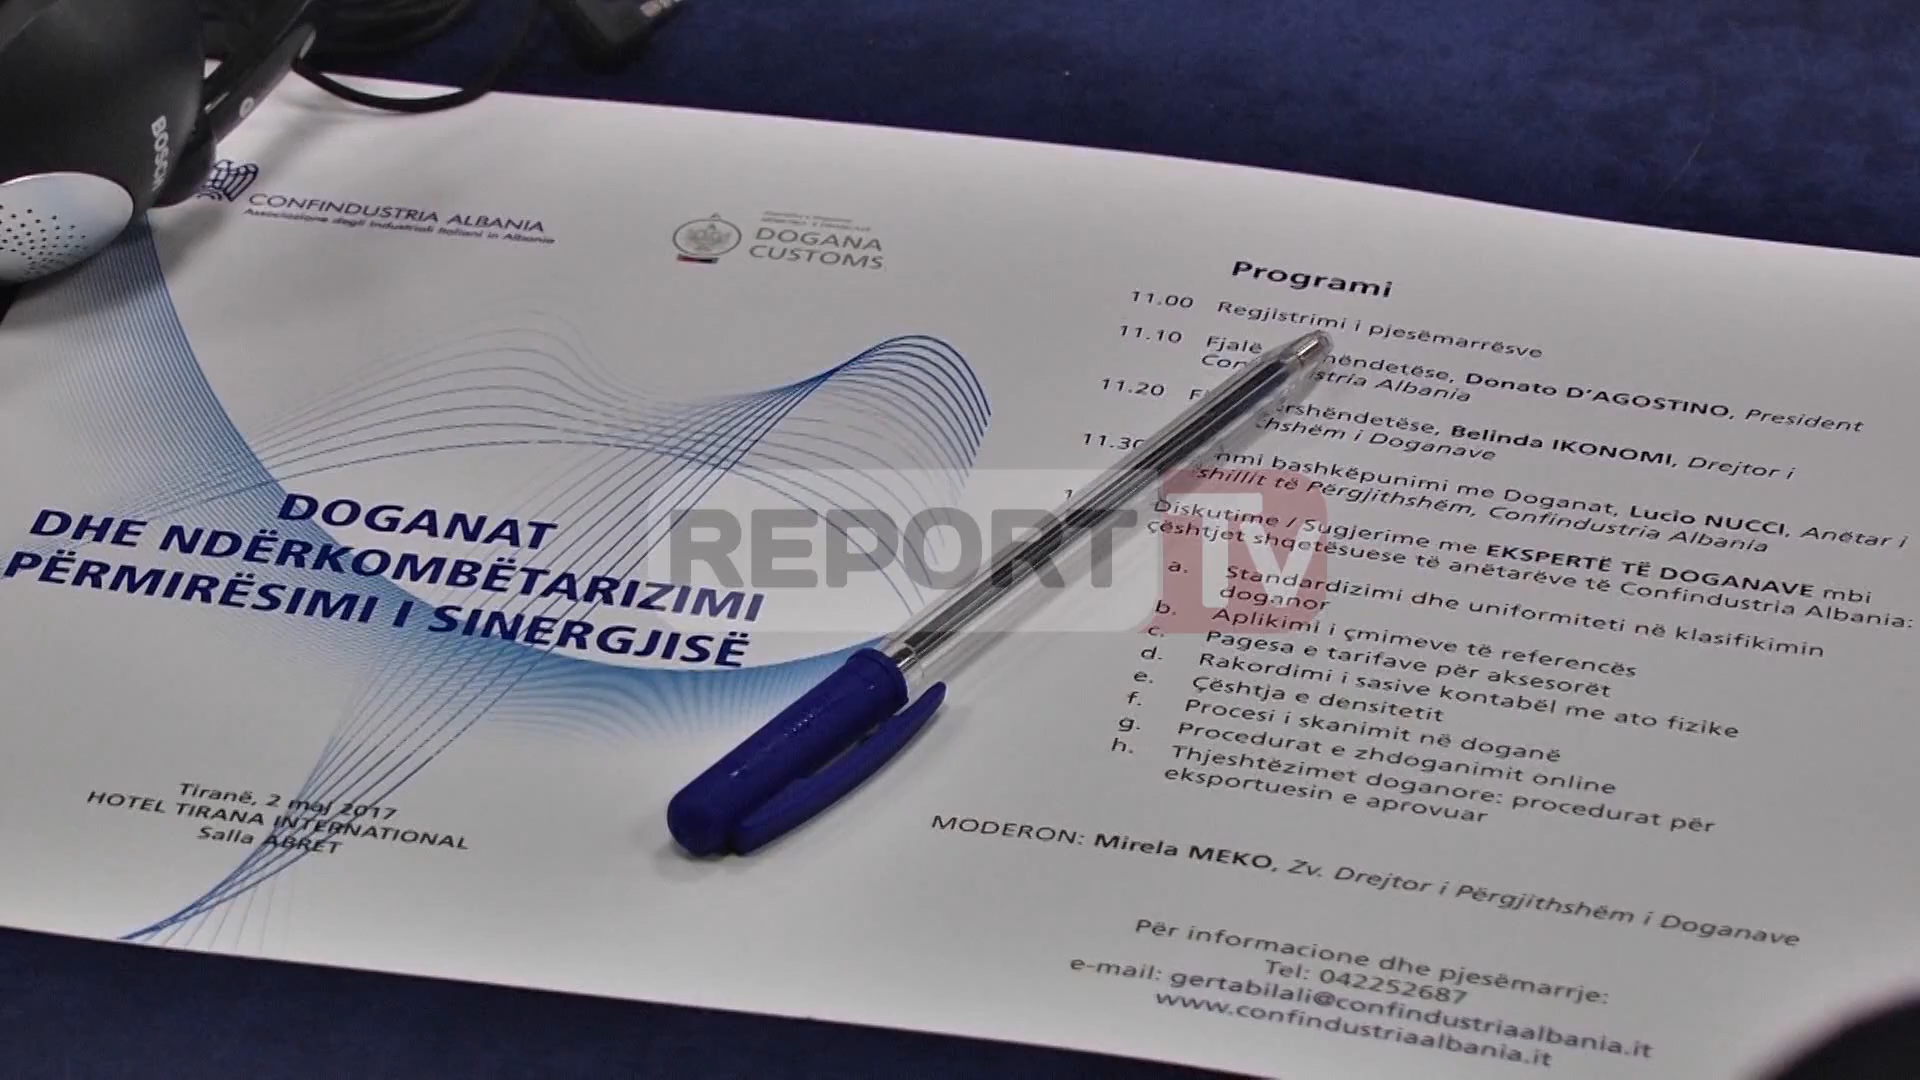 BOSCH
CONFINDUSTRIA ALBANIA
Associazione degli Industriali Italiani in Albania
DOGANA
CUSTOMS
DOGANAT
DHE NDËRKOMBËTARIZIMI
PËRMIRËSIMI I SINERGJISË
Tiranë, 2 maj 2017
HOTEL TIRANA INTERNATIONAL
Salla ABRET
Programi
11.00 Regjistrimi i pjesëmarrësve
11.10 Fjalë Donato D'AGOSTINO, President
Albania
11.20 Belinda IKONOMI, Drejtor i
i Doganave
bashkëpunimi me Doganat, Lucio NUCCI, Anëtar i
të Përgjithshëm, Confindustria Albania
Diskutime / Sugjerime me EKSPERTË TË DOGANAVE mbi
çështjet shqetësuese të anëtarëve të Confindustria Albania:
a. Standardizimi dhe uniformiteti në klasifikimin
doganor
b. Aplikimi i çmimeve të referencës
c. Pagesa e tarifave për aksesorët
d. Rakordimi i sasive kontabël me ato fizike
e. Çështja e densitetit
f. Procesi i skanimit në doganë
g. Procedurat e zhdoganimit online
h. Thjeshtëzimet doganore: procedurat për
eksportuesin e aprovuar
MODERON: Mirela MEKO, Zv. Drejtor i Përgjithshëm i Doganave
Për informacione dhe pjesëmarrje:
Tel: 042252687
e-mail: gertabilali@confindustriaalbania.it
www.confindustriaalbania.it
REPORT TV